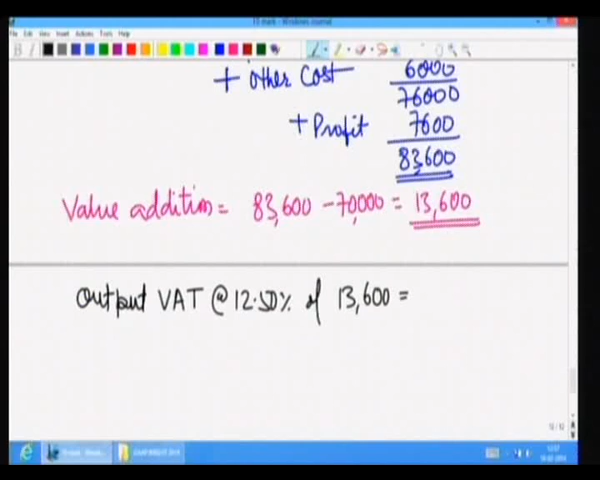 + Other Cost 6000
76000
+ Profit 7600
83,600
Value addition = 83,600 - 70,000 = 13,600
Output VAT @ 12.50% of 13,600 =